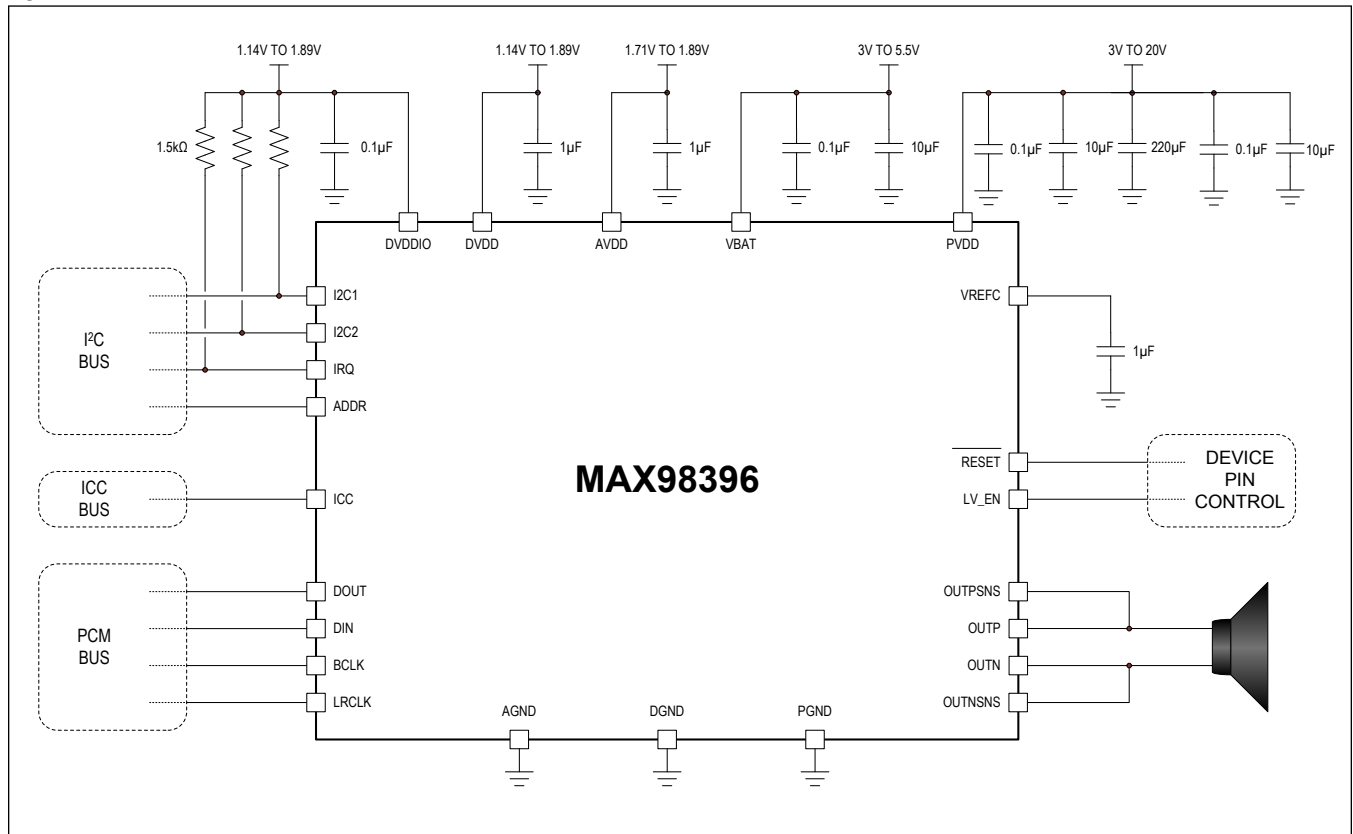 1.14V TO 1.89V
1.14V TO 1.89V
1.71V TO 1.89V
3V TO 5.5V
3V TO 20V
1.5kΩ
0.1µF
1µF
1µF
0.1µF
10µF
0.1µF
10µF
220µF
0.1µF
10µF
DVDDIO
DVDD
AVDD
VBAT
PVDD
I²C
BUS
I2C1
I2C2
IRQ
ADDR
VREFC
1µF
ICC
BUS
ICC
MAX98396
RESET
LV_EN
DEVICE
PIN
CONTROL
PCM
BUS
DOUT
DIN
BCLK
LRCLK
OUTPSNS
OUTP
OUTN
OUTNSNS
AGND
DGND
PGND